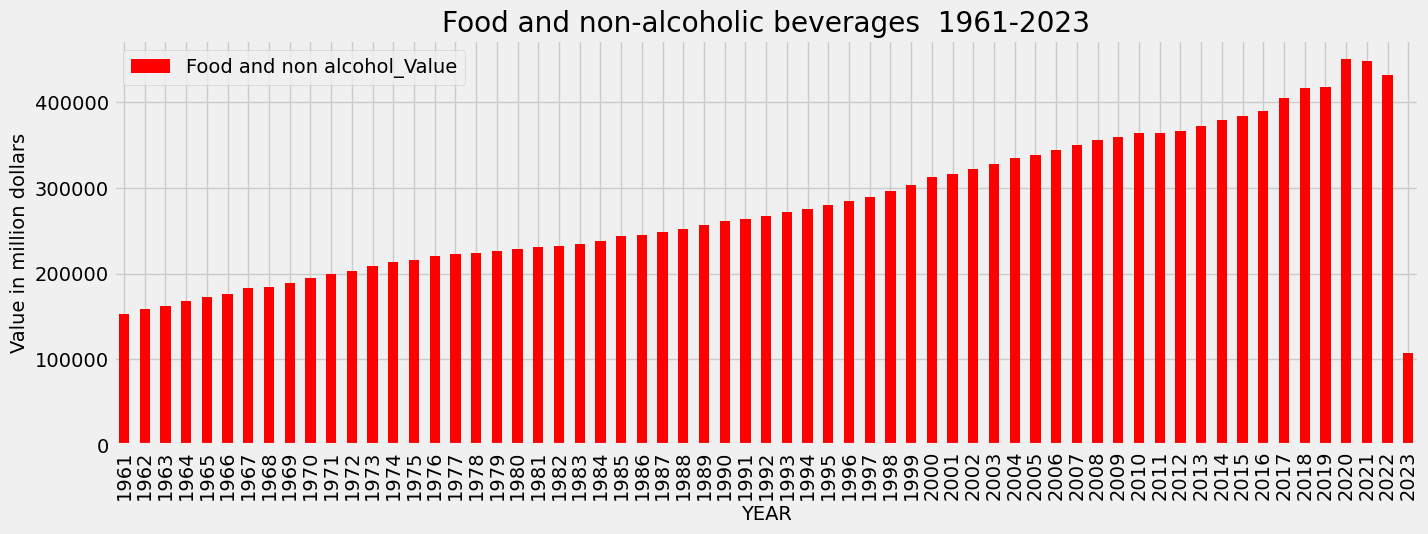 Food and non-alcoholic beverages  1961-2023
Food and non alcohol_Value
Value in million dollars
400000
300000
200000
100000
0
1961 1962 1963 1964 1965 1966 1967 1968 1969 1970 1971 1972 1973 1974 1975 1976 1977 1978 1979 1980 1981 1982 1983 1984 1985 1986 1987 1988 1989 1990 1991 1992 1993 1994 1995 1996 1997 1998 1999 2000 2001 2002 2003 2004 2005 2006 2007 2008 2009 2010 2011 2012 2013 2014 2015 2016 2017 2018 2019 2020 2021 2022 2023
YEAR